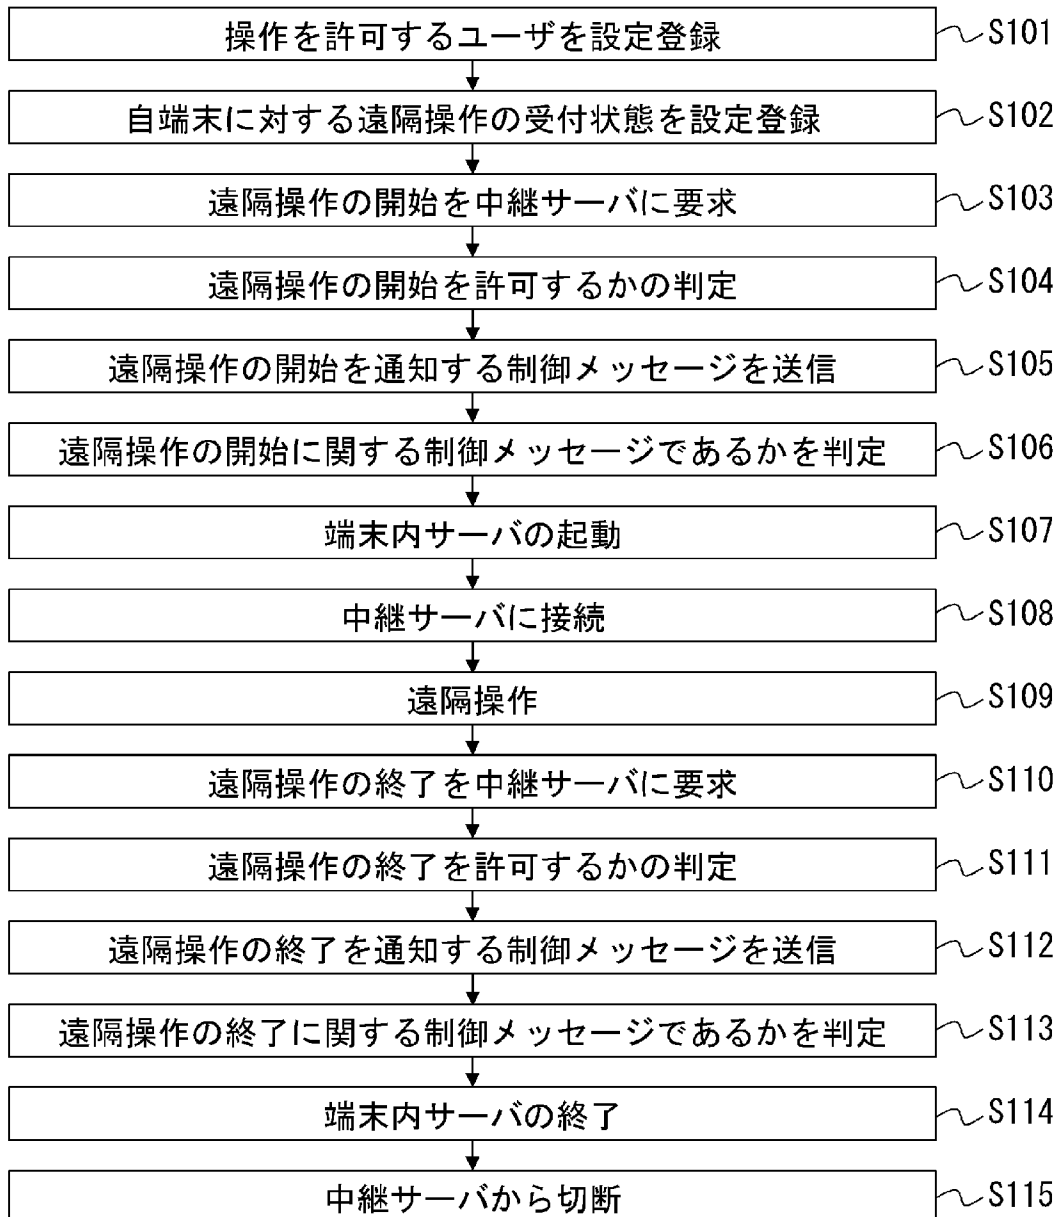 操作を許可するユーザを設定登録 S101
自端末に対する遠隔操作の受付状態を設定登録 S102
遠隔操作の開始を中継サーバに要求 S103
遠隔操作の開始を許可するかの判定 S104
遠隔操作の開始を通知する制御メッセージを送信 S105
遠隔操作の開始に関する制御メッセージであるかを判定 S106
端末内サーバの起動 S107
中継サーバに接続 S108
遠隔操作 S109
遠隔操作の終了を中継サーバに要求 S110
遠隔操作の終了を許可するかの判定 S111
遠隔操作の終了を通知する制御メッセージを送信 S112
遠隔操作の終了に関する制御メッセージであるかを判定 S113
端末内サーバの終了 S114
中継サーバから切断 S115